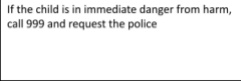 If the child is in immediate danger from harm,
call 999 and request the police